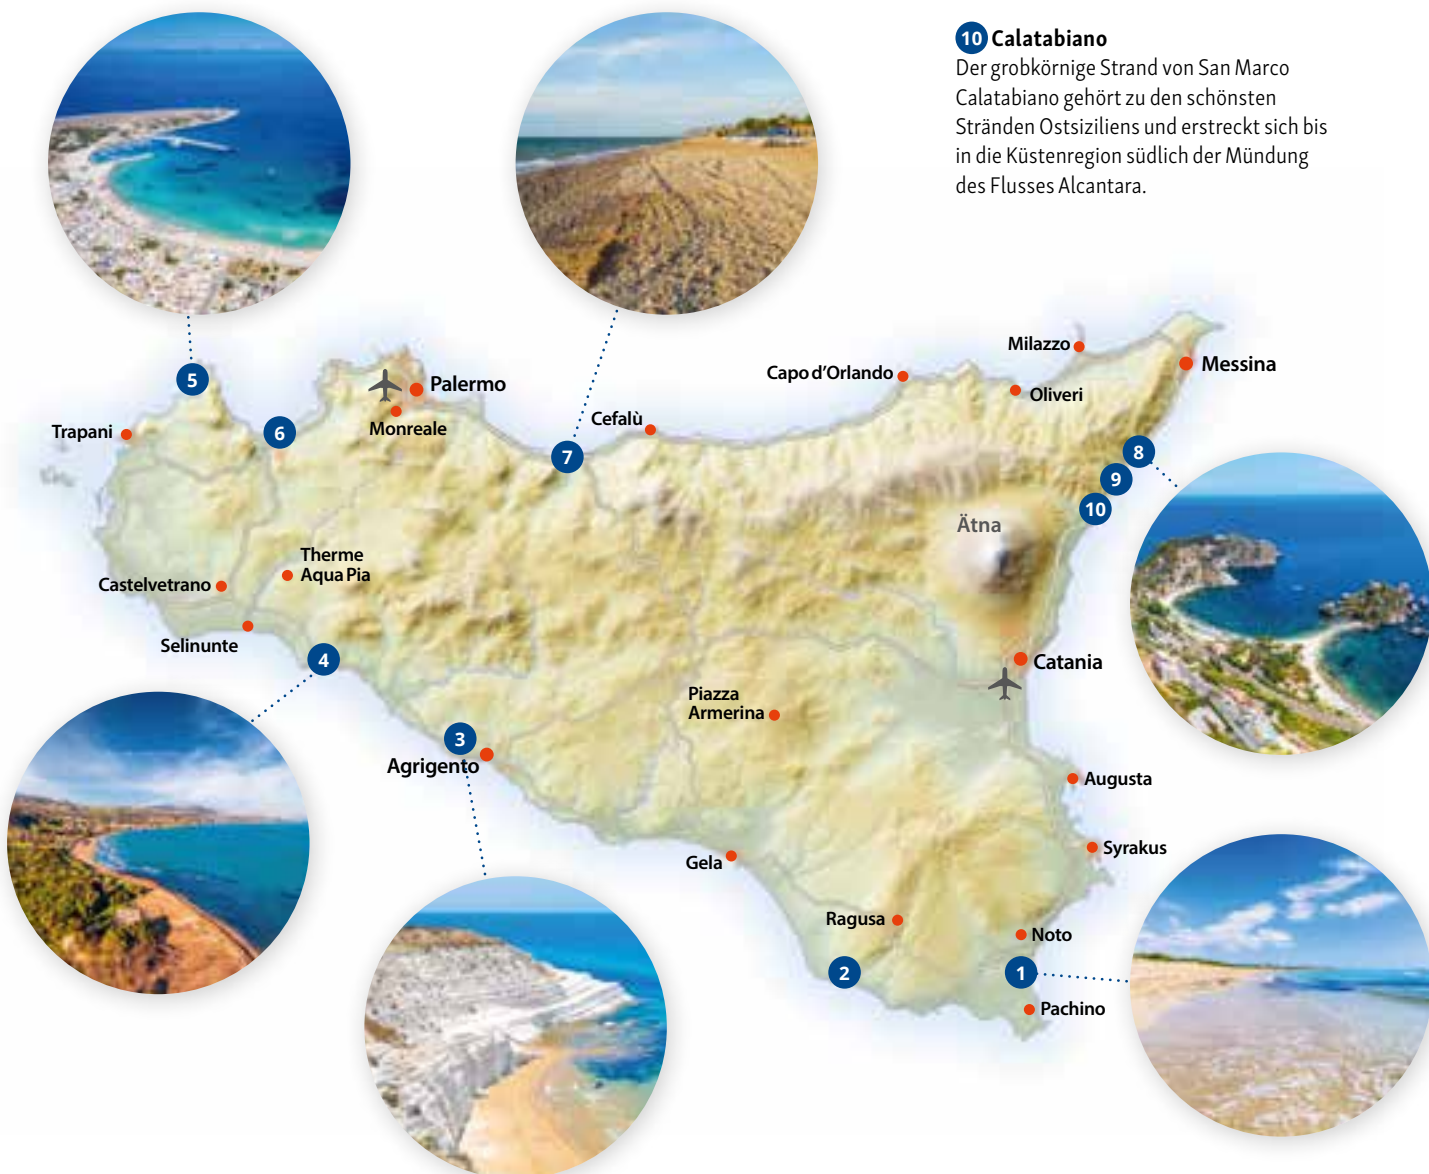 10 Calatabiano
Der grobkörnige Strand von San Marco
Calatabiano gehört zu den schönsten
Stränden Ostsiziliens und erstreckt sich bis
in die Küstenregion südlich der Mündung
des Flusses Alcantara.
Milazzo
Messina
Capo d'Orlando
Oliveri
5
Palermo
Cefalù
Trapani
6
Monreale
7
8
9
10
Ätna
Therme
Aqua Pia
Castelvetrano
Selinunte
4
Catania
Piazza
Armerina
3
Agrigento
Augusta
Gela
Syrakus
Ragusa
Noto
2
1
Pachino